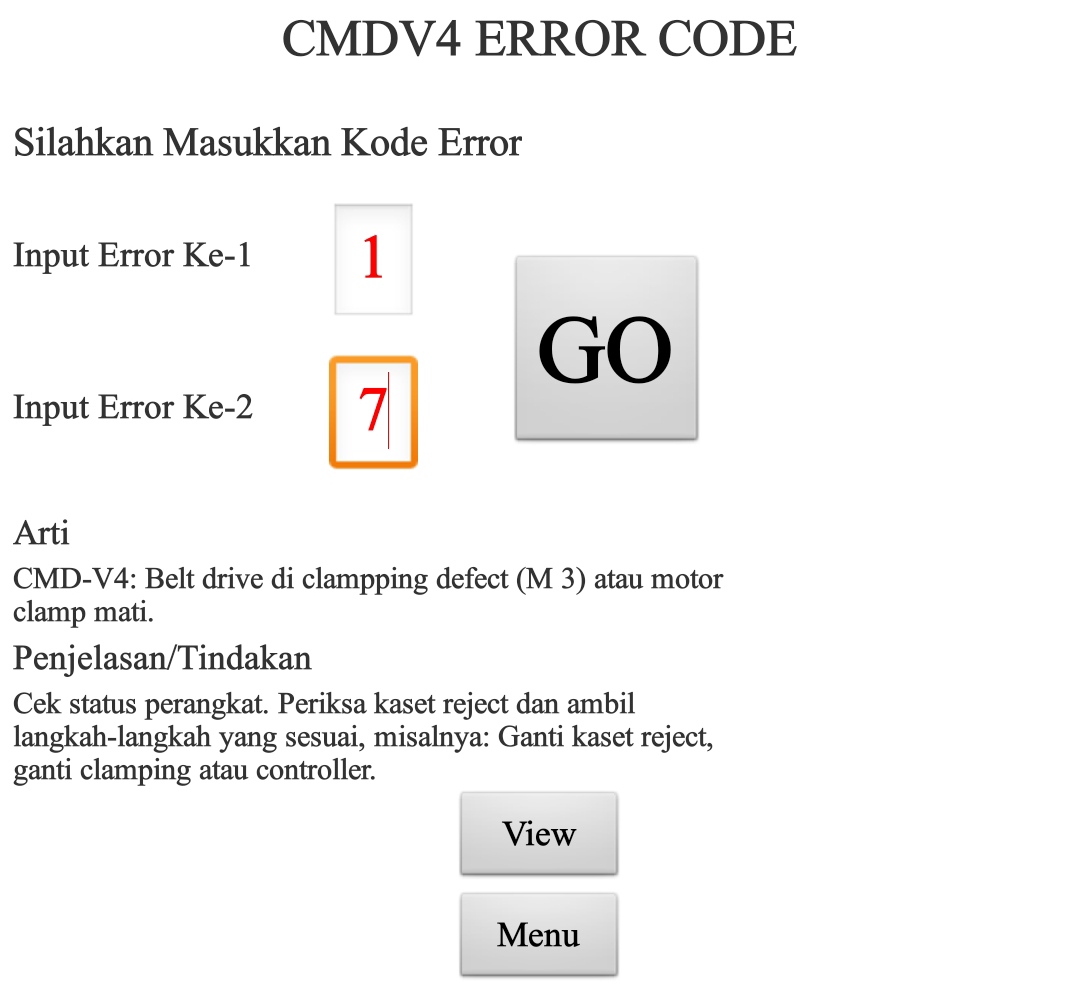 CMDV4 ERROR CODE
Silahkan Masukkan Kode Error
Input Error Ke-1
1
GO
Input Error Ke-2
7
Arti
CMD-V4: Belt drive di clampping defect (M 3) atau motor
clamp mati.
Penjelasan/Tindakan
Cek status perangkat. Periksa kaset reject dan ambil
langkah-langkah yang sesuai, misalnya: Ganti kaset reject,
ganti clamping atau controller.
View
Menu